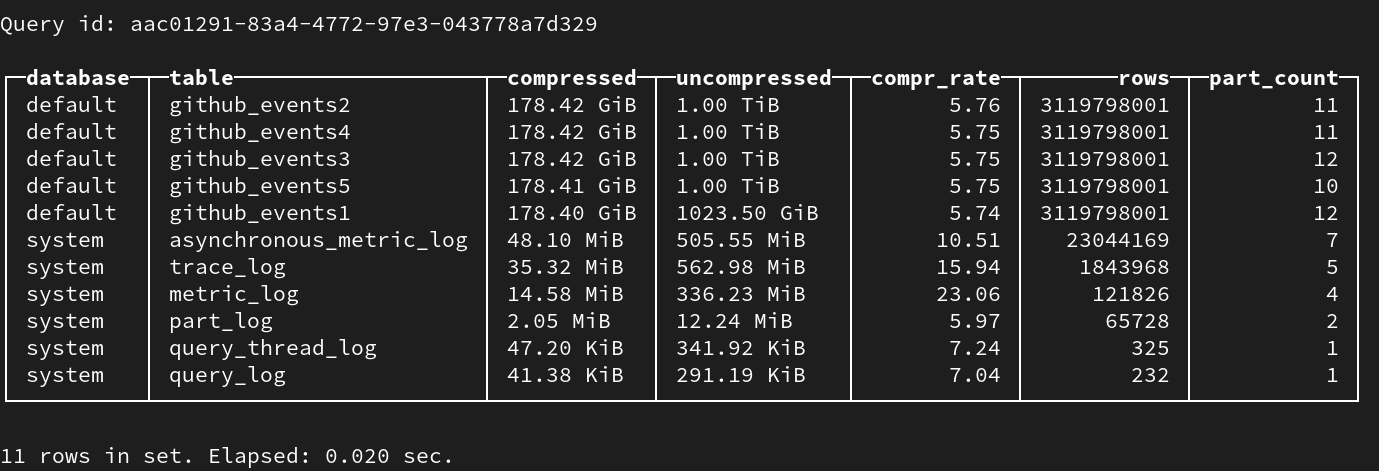 Query id: aac01291-83a4-4772-97e3-043778a7d329
database table compressed uncompressed compr_rate rows part_count
default github_events2 178.42 GiB 1.00 TiB 5.76 3119798001 11
default github_events4 178.42 GiB 1.00 TiB 5.75 3119798001 11
default github_events3 178.42 GiB 1.00 TiB 5.75 3119798001 12
default github_events5 178.41 GiB 1.00 TiB 5.75 3119798001 10
default github_events1 178.40 GiB 1023.50 GiB 5.74 3119798001 12
system asynchronous_metric_log 48.10 MiB 505.55 MiB 10.51 23044169 7
system trace_log 35.32 MiB 562.98 MiB 15.94 1843968 5
system metric_log 14.58 MiB 336.23 MiB 23.06 121826 4
system part_log 2.05 MiB 12.24 MiB 5.97 65728 2
system query_thread_log 47.20 KiB 341.92 KiB 7.24 325 1
system query_log 41.38 KiB 291.19 KiB 7.04 232 1
11 rows in set. Elapsed: 0.020 sec.